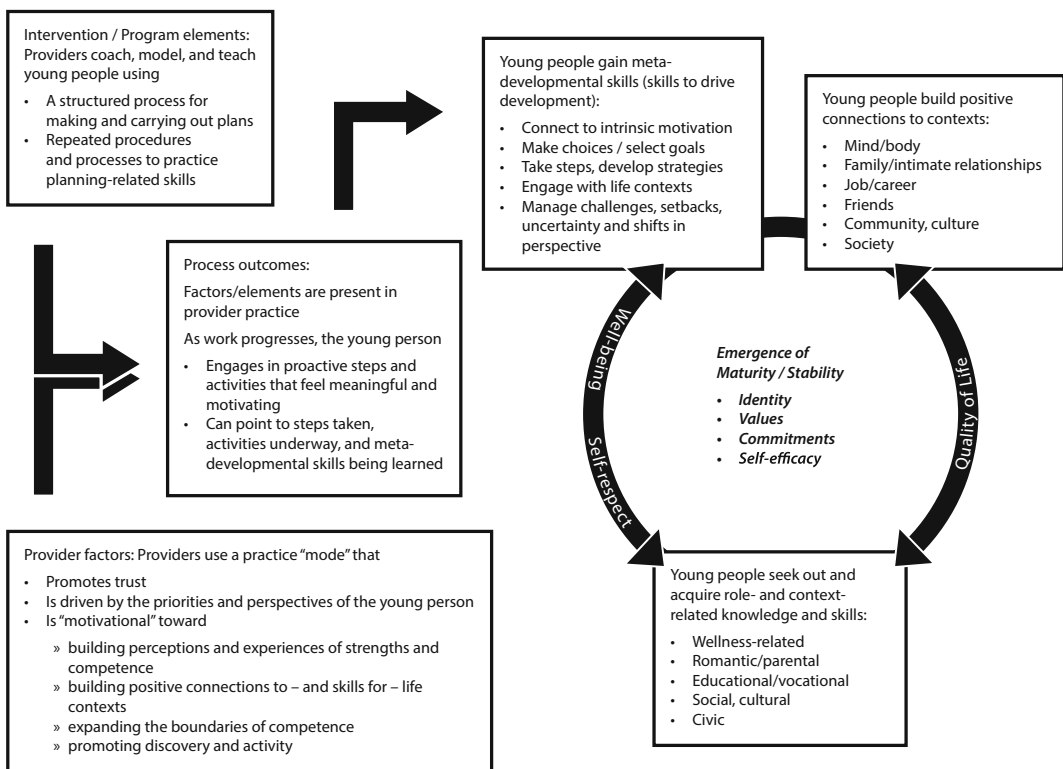 Intervention / Program elements:
Providers coach, model, and teach
young people using
• A structured process for
making and carrying out plans
• Repeated procedures
and processes to practice
planning-related skills
Process outcomes:
Factors/elements are present in
provider practice
As work progresses, the young person
• Engages in proactive steps and
activities that feel meaningful and
motivating
• Can point to steps taken,
activities underway, and meta-
developmental skills being learned
Provider factors: Providers use a practice “mode” that
• Promotes trust
• Is driven by the priorities and perspectives of the young person
• Is “motivational” toward
» building perceptions and experiences of strengths and
competence
» building positive connections to – and skills for – life
contexts
» expanding the boundaries of competence
» promoting discovery and activity
Young people gain meta-
developmental skills (skills to drive
development):
• Connect to intrinsic motivation
• Make choices / select goals
• Take steps, develop strategies
• Engage with life contexts
• Manage challenges, setbacks,
uncertainty and shifts in
perspective
Young people build positive
connections to contexts:
• Mind/body
• Family/intimate relationships
• Job/career
• Friends
• Community, culture
• Society
Well-being
Self-respect
Emergence of
Maturity / Stability
• Identity
• Values
• Commitments
• Self-efficacy
Quality of Life
Young people seek out and
acquire role- and context-
related knowledge and skills:
• Wellness-related
• Romantic/parental
• Educational/vocational
• Social, cultural
• Civic